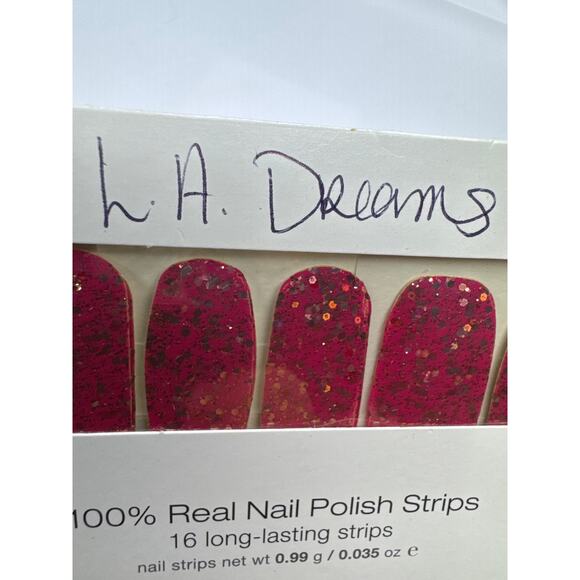 L.A. Dreams
100% Real Nail Polish Strips
16 long-lasting strips
nail strips net wt 0.99 g / 0.035 oz ℮